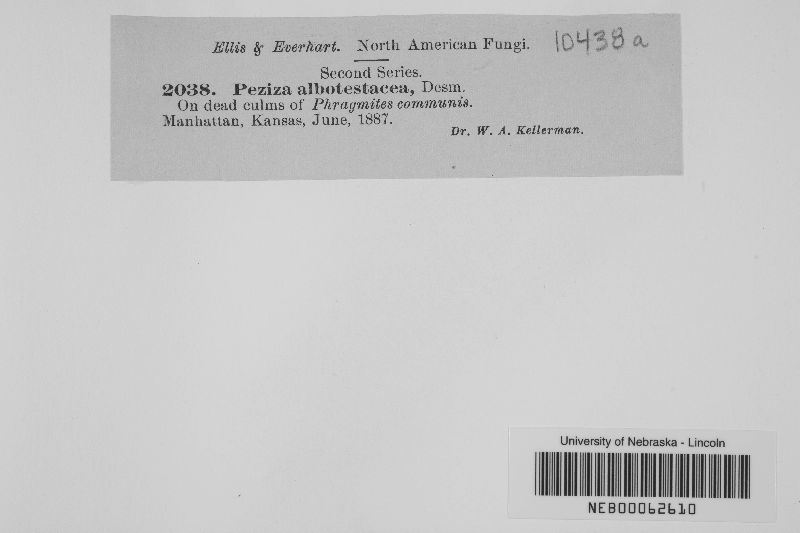 Ellis & Everhart. North American Fungi. 10438a
Second Series.
2038. Peziza albotestacea, Desm.
On dead culms of Phragmites communis.
Manhattan, Kansas, June, 1887.
Dr. W. A. Kellerman.
University of Nebraska - Lincoln
NEB00062610